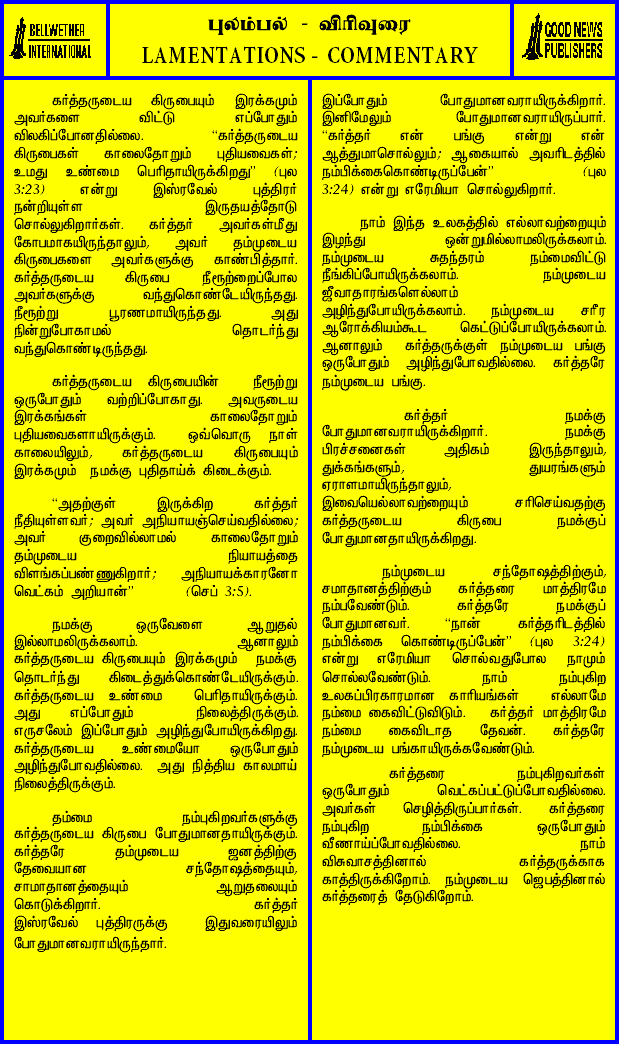 BELLWETHER
INTERNATIONAL
புலம்பல் - விரிவுரை
LAMENTATIONS - COMMENTARY
GOOD NEWS
PUBLISHERS
கர்த்தருடைய கிருபையும் இரக்கமும்
அவர்களை விட்டு எப்போதும்
விலகிப்போனதில்லை. “கர்த்தருடைய
கிருபைகள் காலைதோறும் புதியவைகள்;
உமது உண்மை பெரிதாயிருக்கிறது” (புல
3:23) என்று இஸ்ரவேல் புத்திரர்
நன்றியுள்ள இருதயத்தோடு
சொல்லுகிறார்கள். கர்த்தர் அவர்கள்மீது
கோபமாகயிருந்தாலும், அவர் தம்முடைய
கிருபைகளை அவர்களுக்கு காண்பித்தார்.
கர்த்தருடைய கிருபை நீரூற்றைப்போல
அவர்களுக்கு வந்துகொண்டேயிருந்தது.
நீரூற்று பூரணமாயிருந்தது. அது
நின்றுபோகாமல் தொடர்ந்து
வந்துகொண்டிருந்தது.
கர்த்தருடைய கிருபையின் நீரூற்று
ஒருபோதும் வற்றிப்போகாது. அவருடைய
இரக்கங்கள் காலைதோறும்
புதியவைகளாயிருக்கும். ஒவ்வொரு நாள்
காலையிலும், கர்த்தருடைய கிருபையும்
இரக்கமும் நமக்கு புதிதாய்க் கிடைக்கும்.
“அதற்குள் இருக்கிற கர்த்தர்
நீதியுள்ளவர்; அவர் அநியாயஞ்செய்வதில்லை;
அவர் குறைவில்லாமல் காலைதோறும்
தம்முடைய நியாயத்தை
விளங்கப்பண்ணுகிறார்; அநியாயக்காரனோ
வெட்கம் அறியான்” (செப் 3:5).
நமக்கு ஒருவேளை ஆறுதல்
இல்லாமலிருக்கலாம். ஆனாலும்
கர்த்தருடைய கிருபையும் இரக்கமும் நமக்கு
தொடர்ந்து கிடைத்துக்கொண்டேயிருக்கும்.
கர்த்தருடைய உண்மை பெரிதாயிருக்கும்.
அது எப்போதும் நிலைத்திருக்கும்.
எருசலேம் இப்போதும் அழிந்துபோயிருக்கிறது.
கர்த்தருடைய உண்மையோ ஒருபோதும்
அழிந்துபோவதில்லை. அது நித்திய காலமாய்
நிலைத்திருக்கும்.
தம்மை நம்புகிறவர்களுக்கு
கர்த்தருடைய கிருபை போதுமானதாயிருக்கும்.
கர்த்தரே தம்முடைய ஜனத்திற்கு
தேவையான சந்தோஷத்தையும்,
சாமாதானத்தையும் ஆறுதலையும்
கொடுக்கிறார். கர்த்தர்
இஸ்ரவேல் புத்திரருக்கு இதுவரையிலும்
போதுமானவராயிருந்தார்.
இப்போதும் போதுமானவராயிருக்கிறார்.
இனிமேலும் போதுமானவராயிருப்பார்.
“கர்த்தர் என் பங்கு என்று என்
ஆத்துமாசொல்லும்; ஆகையால் அவரிடத்தில்
நம்பிக்கைகொண்டிருப்பேன்” (புல
3:24) என்று எரேமியா சொல்லுகிறார்.
நாம் இந்த உலகத்தில் எல்லாவற்றையும்
இழந்து ஒன்றுமில்லாமலிருக்கலாம்.
நம்முடைய சுதந்தரம் நம்மைவிட்டு
நீங்கிப்போயிருக்கலாம். நம்முடைய
ஜீவாதாரங்களெல்லாம்
அழிந்துபோயிருக்கலாம். நம்முடைய சரீர
ஆரோக்கியம்கூட கெட்டுப்போயிருக்கலாம்.
ஆனாலும் கர்த்தருக்குள் நம்முடைய பங்கு
ஒருபோதும் அழிந்துபோவதில்லை. கர்த்தரே
நம்முடைய பங்கு.
கர்த்தர் நமக்கு
போதுமானவராயிருக்கிறார். நமக்கு
பிரச்சனைகள் அதிகம் இருந்தாலும்,
துக்கங்களும், துயரங்களும்
ஏராளமாயிருந்தாலும்,
இவையெல்லாவற்றையும் சரிசெய்வதற்கு
கர்த்தருடைய கிருபை நமக்குப்
போதுமானதாயிருக்கிறது.
நம்முடைய சந்தோஷத்திற்கும்,
சமாதானத்திற்கும் கர்த்தரை மாத்திரமே
நம்பவேண்டும். கர்த்தரே நமக்குப்
போதுமானவர். “நான் கர்த்தரிடத்தில்
நம்பிக்கை கொண்டிருப்பேன்” (புல 3:24)
என்று எரேமியா சொல்வதுபோல நாமும்
சொல்லவேண்டும். நாம் நம்புகிற
உலகப்பிரகாரமான காரியங்கள் எல்லாமே
நம்மை கைவிட்டுவிடும். கர்த்தர் மாத்திரமே
நம்மை கைவிடாத தேவன். கர்த்தரே
நம்முடைய பங்காயிருக்கவேண்டும்.
கர்த்தரை நம்புகிறவர்கள்
ஒருபோதும் வெட்கப்பட்டுப்போவதில்லை.
அவர்கள் செழித்திருப்பார்கள். கர்த்தரை
நம்புகிற நம்பிக்கை ஒருபோதும்
வீணாய்ப்போவதில்லை. நாம்
விசுவாசத்தினால் கர்த்தருக்காக
காத்திருக்கிறோம். நம்முடைய ஜெபத்தினால்
கர்த்தரைத் தேடுகிறோம்.